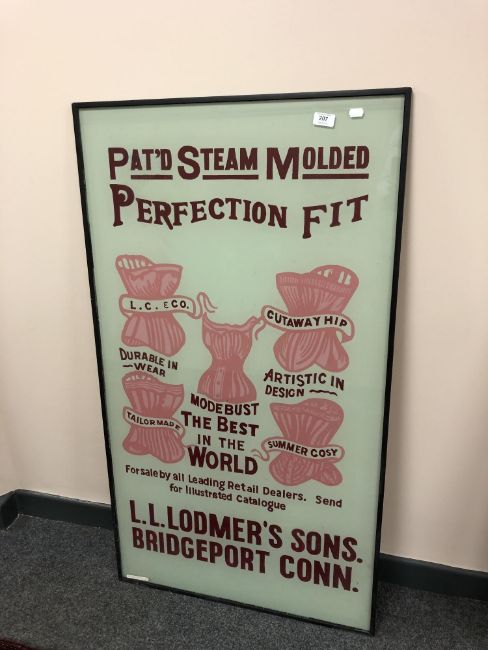 207
PAT'D STEAM MOLDED
PERFECTION FIT
L.C. & CO.
CUTAWAY HIP
DURABLE IN
WEAR
ARTISTIC IN
DESIGN
TAILOR MADE
MODE BUST
THE BEST
IN THE
WORLD
SUMMER COSY
For sale by all Leading Retail Dealers. Send
for Illustrated Catalogue
L.L.LODMER'S SONS.
BRIDGEPORT CONN.